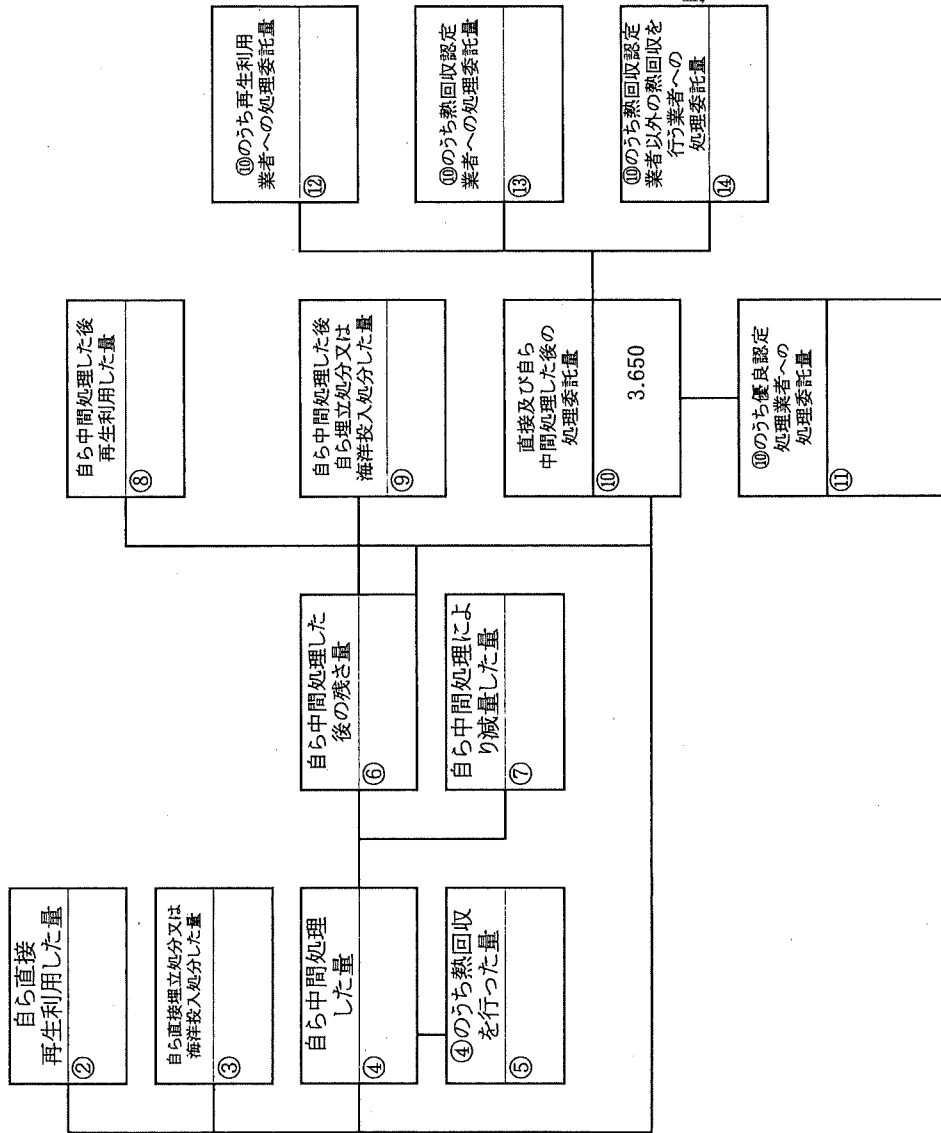 自ら直接
再生利用した量
②
自ら直接埋立処分又は
海洋投入処分した量
③
自ら中間処理
した量
④
④のうち熱回収
を行った量
⑤
自ら中間処理した
後の残さ量
⑥
自ら中間処理によ
り減量した量
⑦
自ら中間処理した後
再生利用した量
⑧
自ら中間処理した後
自ら埋立処分又は
海洋投入処分した量
⑨
直接及び自ら
中間処理した後の
処理委託量
⑩
3.650
⑩のうち優良認定
処理業者への
処理委託量
⑪
⑩のうち再生利用
業者への処理委託量
⑫
⑩のうち熱回収認定
業者への処理委託量
⑬
⑩のうち熱回収認定
業者以外の熱回収を
行う業者への
処理委託量
⑭